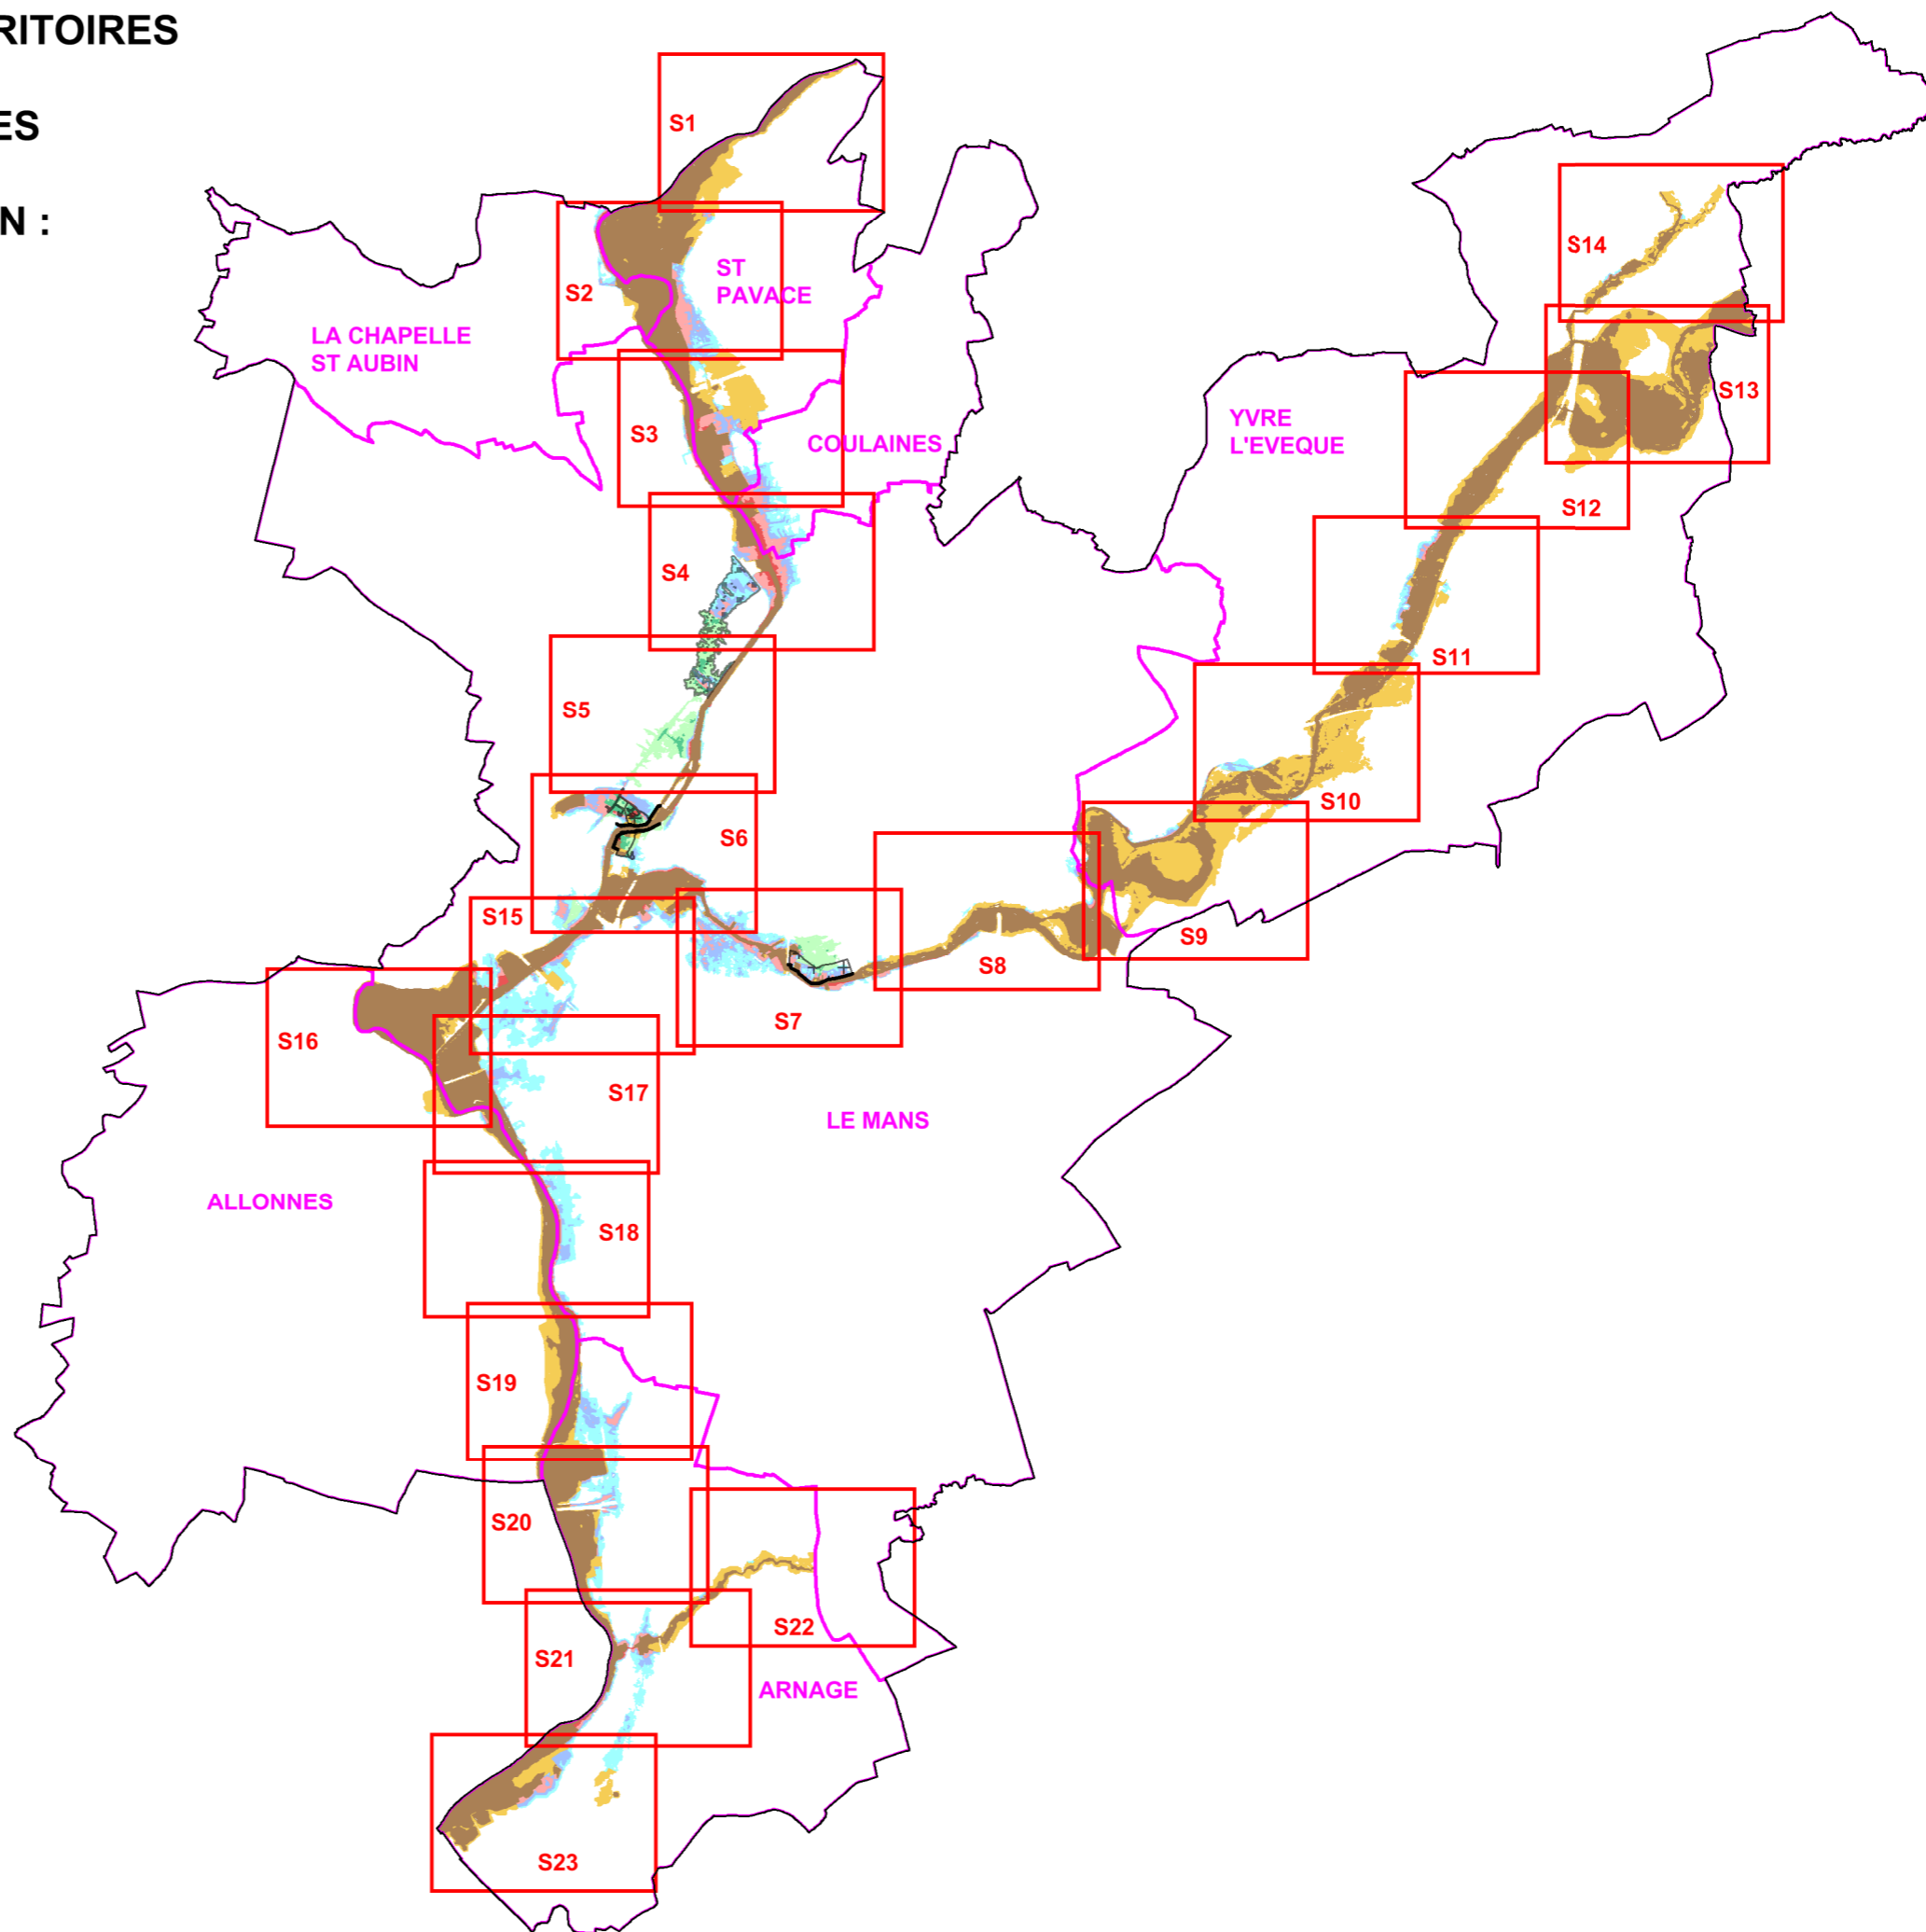 RITOIRES
ES
N :
S1
S14
ST
PAVACE
S2
LA CHAPELLE
ST AUBIN
S13
YVRE
L'EVEQUE
S3
COULAINES
S12
S4
S11
S5
S10
S6
S15
S9
S8
S7
S16
S17
LE MANS
ALLONNES
S18
S19
S20
S22
S21
ARNAGE
S23